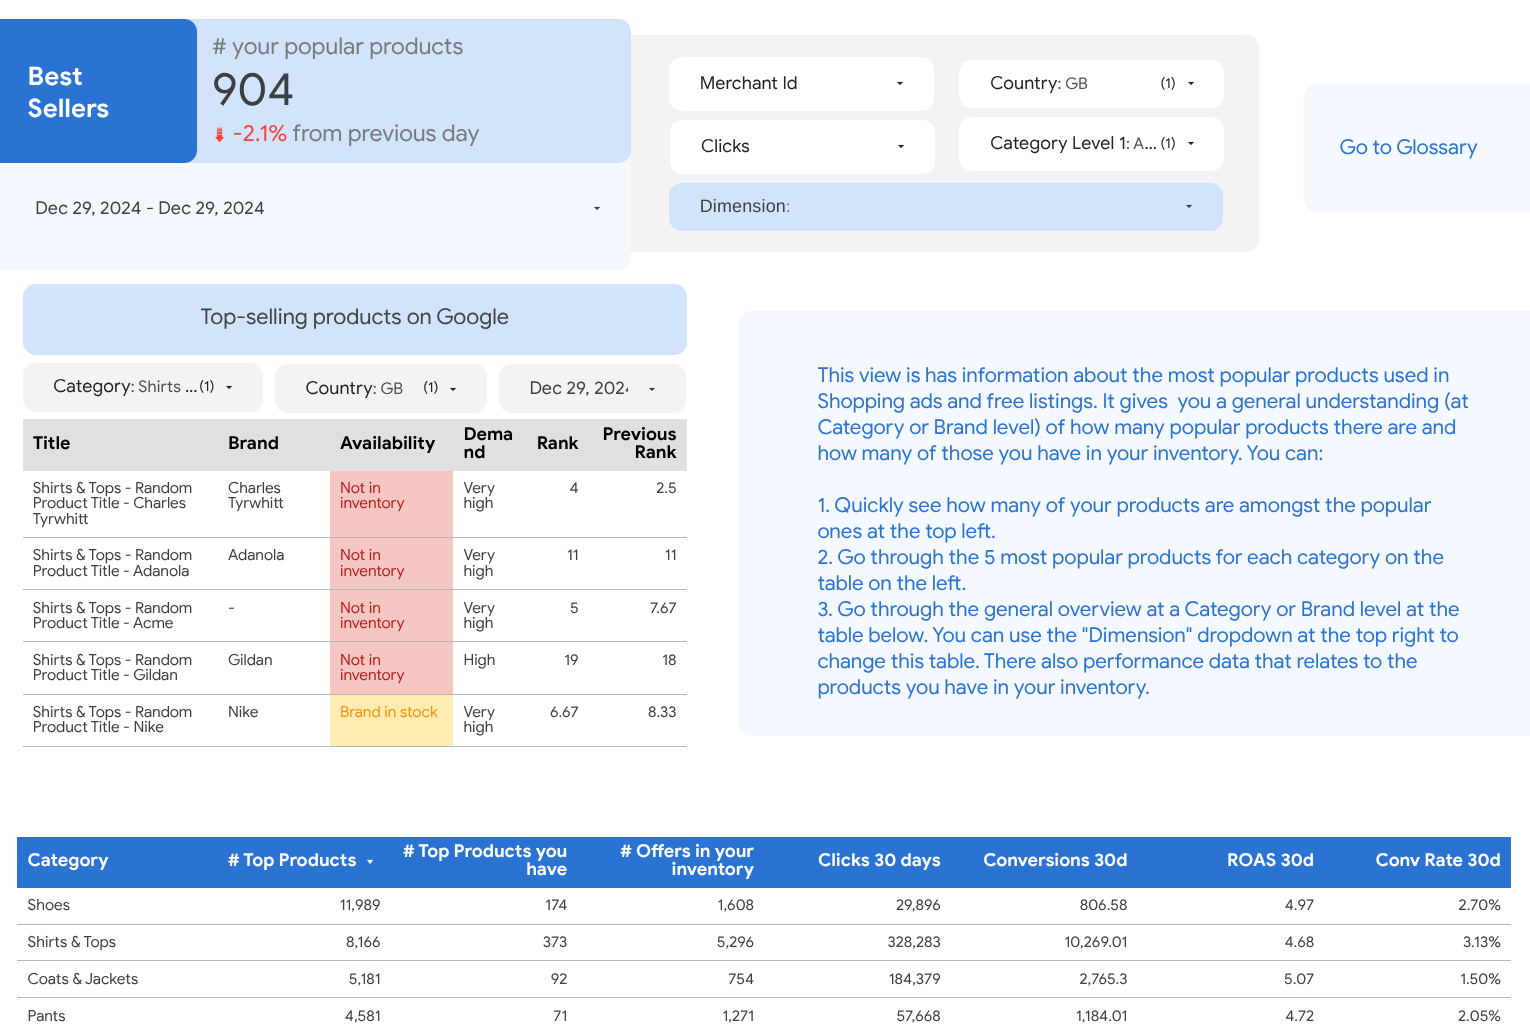 Best
Sellers
# your popular products
904
-2.1% from previous day
Dec 29, 2024 - Dec 29, 2024
Merchant Id
Country: GB (1)
Clicks
Category Level 1: A... (1)
Dimension:
Go to Glossary
Top-selling products on Google
Category: Shirts ... (1)
Country: GB (1)
Dec 29, 2024
Title Brand Availability Dema
nd Rank Previous
Rank
Shirts & Tops - Random
Product Title - Charles
Tyrwhitt
Charles
Tyrwhitt
Not in
inventory
Very
high
4 2.5
Shirts & Tops - Random
Product Title - Adanola
Adanola
Not in
inventory
Very
high
11 11
Shirts & Tops - Random
Product Title - Acme
-
Not in
inventory
Very
high
5 7.67
Shirts & Tops - Random
Product Title - Gildan
Gildan
Not in
inventory
High
19 18
Shirts & Tops - Random
Product Title - Nike
Nike
Brand in stock
Very
high
6.67 8.33
This view is has information about the most popular products used in
Shopping ads and free listings. It gives  you a general understanding (at
Category or Brand level) of how many popular products there are and
how many of those you have in your inventory. You can:
1. Quickly see how many of your products are amongst the popular
ones at the top left.
2. Go through the 5 most popular products for each category on the
table on the left.
3. Go through the general overview at a Category or Brand level at the
table below. You can use the "Dimension" dropdown at the top right to
change this table. There also performance data that relates to the
products you have in your inventory.
Category # Top Products # Top Products you
have # Offers in your
inventory Clicks 30 days Conversions 30d ROAS 30d Conv Rate 30d
Shoes 11,989 174 1,608 29,896 806.58 4.97 2.70%
Shirts & Tops 8,166 373 5,296 328,283 10,269.01 4.68 3.13%
Coats & Jackets 5,181 92 754 184,379 2,765.3 5.07 1.50%
Pants 4,581 71 1,271 57,668 1,184.01 4.72 2.05%